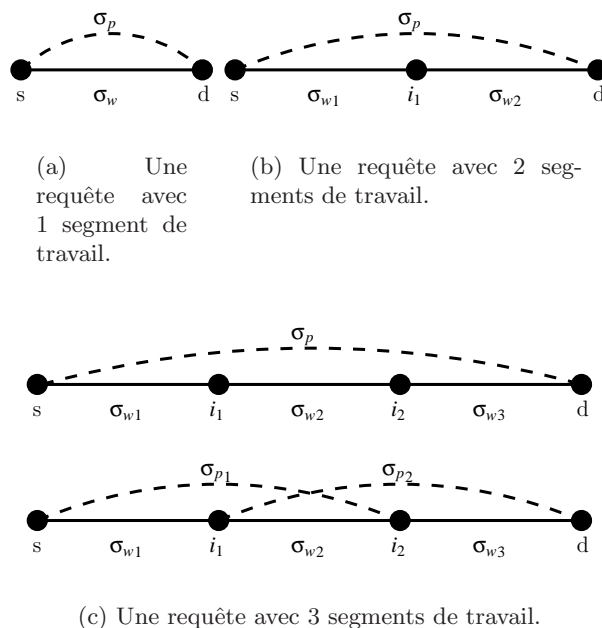 σp σp
s σw d s σw1 i1 σw2 d
(a) Une
requête avec
1 segment de
travail.
(b) Une requête avec 2 seg-
ments de travail.
σp
s σw1 i1 σw2 i2 σw3 d
σp1 σp2
s σw1 i1 σw2 i2 σw3 d
(c) Une requête avec 3 segments de travail.